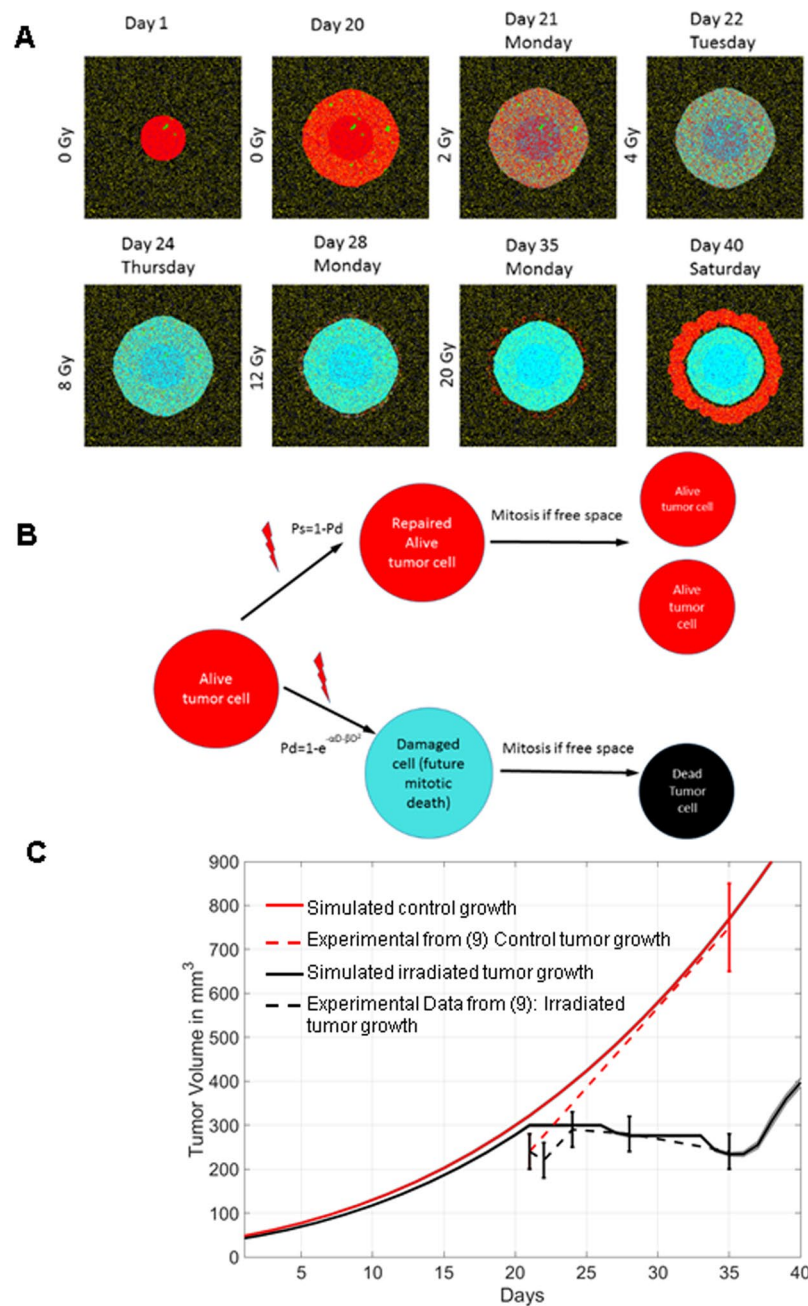 A
Day 1
Day 20
Day 21
Monday
Day 22
Tuesday
0 Gy
0 Gy
2 Gy
4 Gy
Day 24
Thursday
Day 28
Monday
Day 35
Monday
Day 40
Saturday
8 Gy
12 Gy
20 Gy
B
Ps=1-Pd
Repaired
Alive
tumor cell
Mitosis if free space
Alive
tumor cell
Alive
tumor
cell
Alive
tumor cell
Pd=1-e^-αD-βD²
Damaged
cell (future
mitotic
death)
Mitosis if free space
Dead
Tumor
cell
C
Tumor Volume in mm³
900
800
700
600
500
400
300
200
100
0
Simulated control growth
Experimental from (9) Control tumor growth
Simulated irradiated tumor growth
Experimental Data from (9): Irradiated
tumor growth
5 10 15 20 25 30 35 40
Days